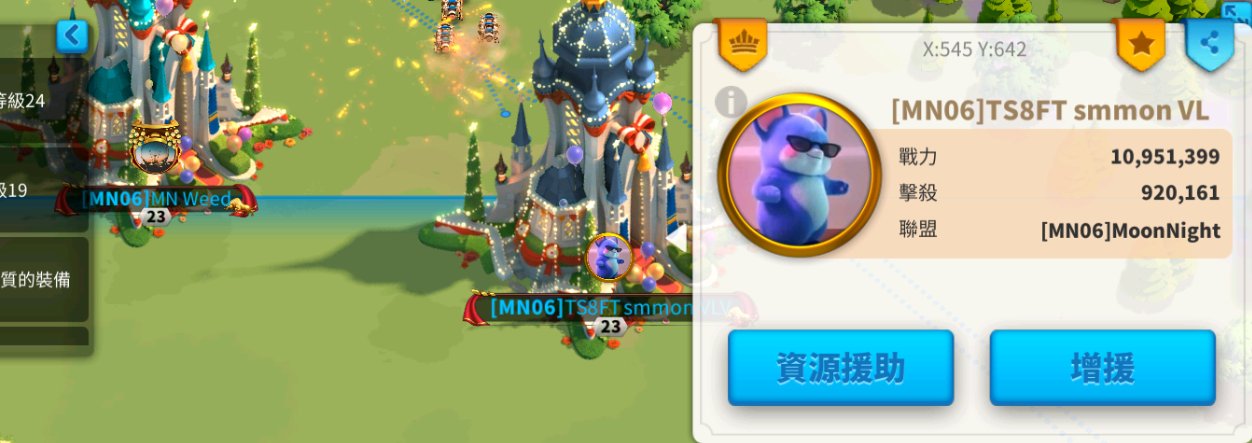 等級24
級19
質的裝備
[MN06]MN Weed
23
[MN06]TS8FT smmon VL
23
X:545 Y:642
[MN06]TS8FT smmon VL
戰力 10,951,399
擊殺 920,161
聯盟 [MN06]MoonNight
資源援助
增援